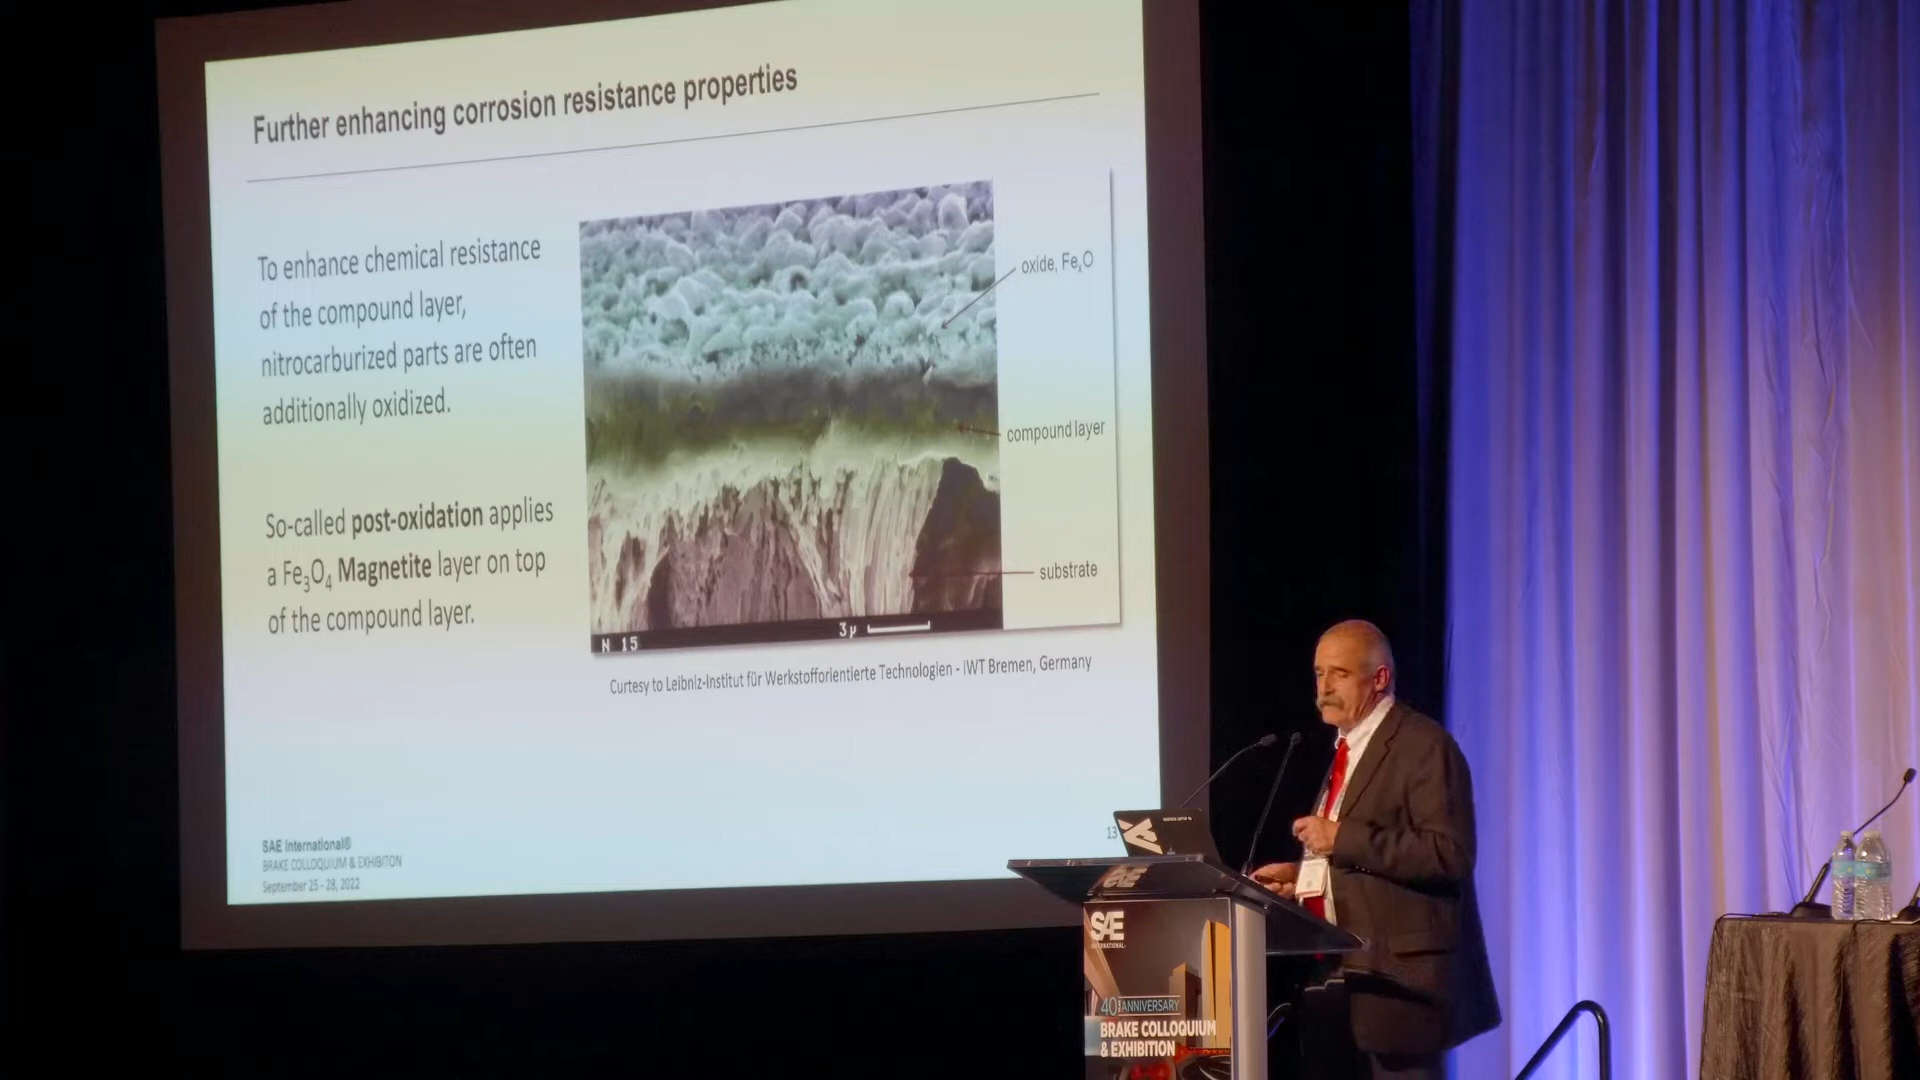 Further enhancing corrosion resistance properties
To enhance chemical resistance
of the compound layer,
nitrocarburized parts are often
additionally oxidized.
So-called post-oxidation applies
a Fe₃O₄ Magnetite layer on top
of the compound layer.
oxide, FeₓO
compound layer
substrate
N 15
3µ
Curtesy to Leibniz-Institut für Werkstofforientierte Technologien - IWT Bremen, Germany
SAE International®
BRAKE COLLOQUIUM & EXHIBITON
September 25 - 28, 2022
13
SAE
INTERNATIONAL
40TH ANNIVERSARY
BRAKE COLLOQUIUM
& EXHIBITION